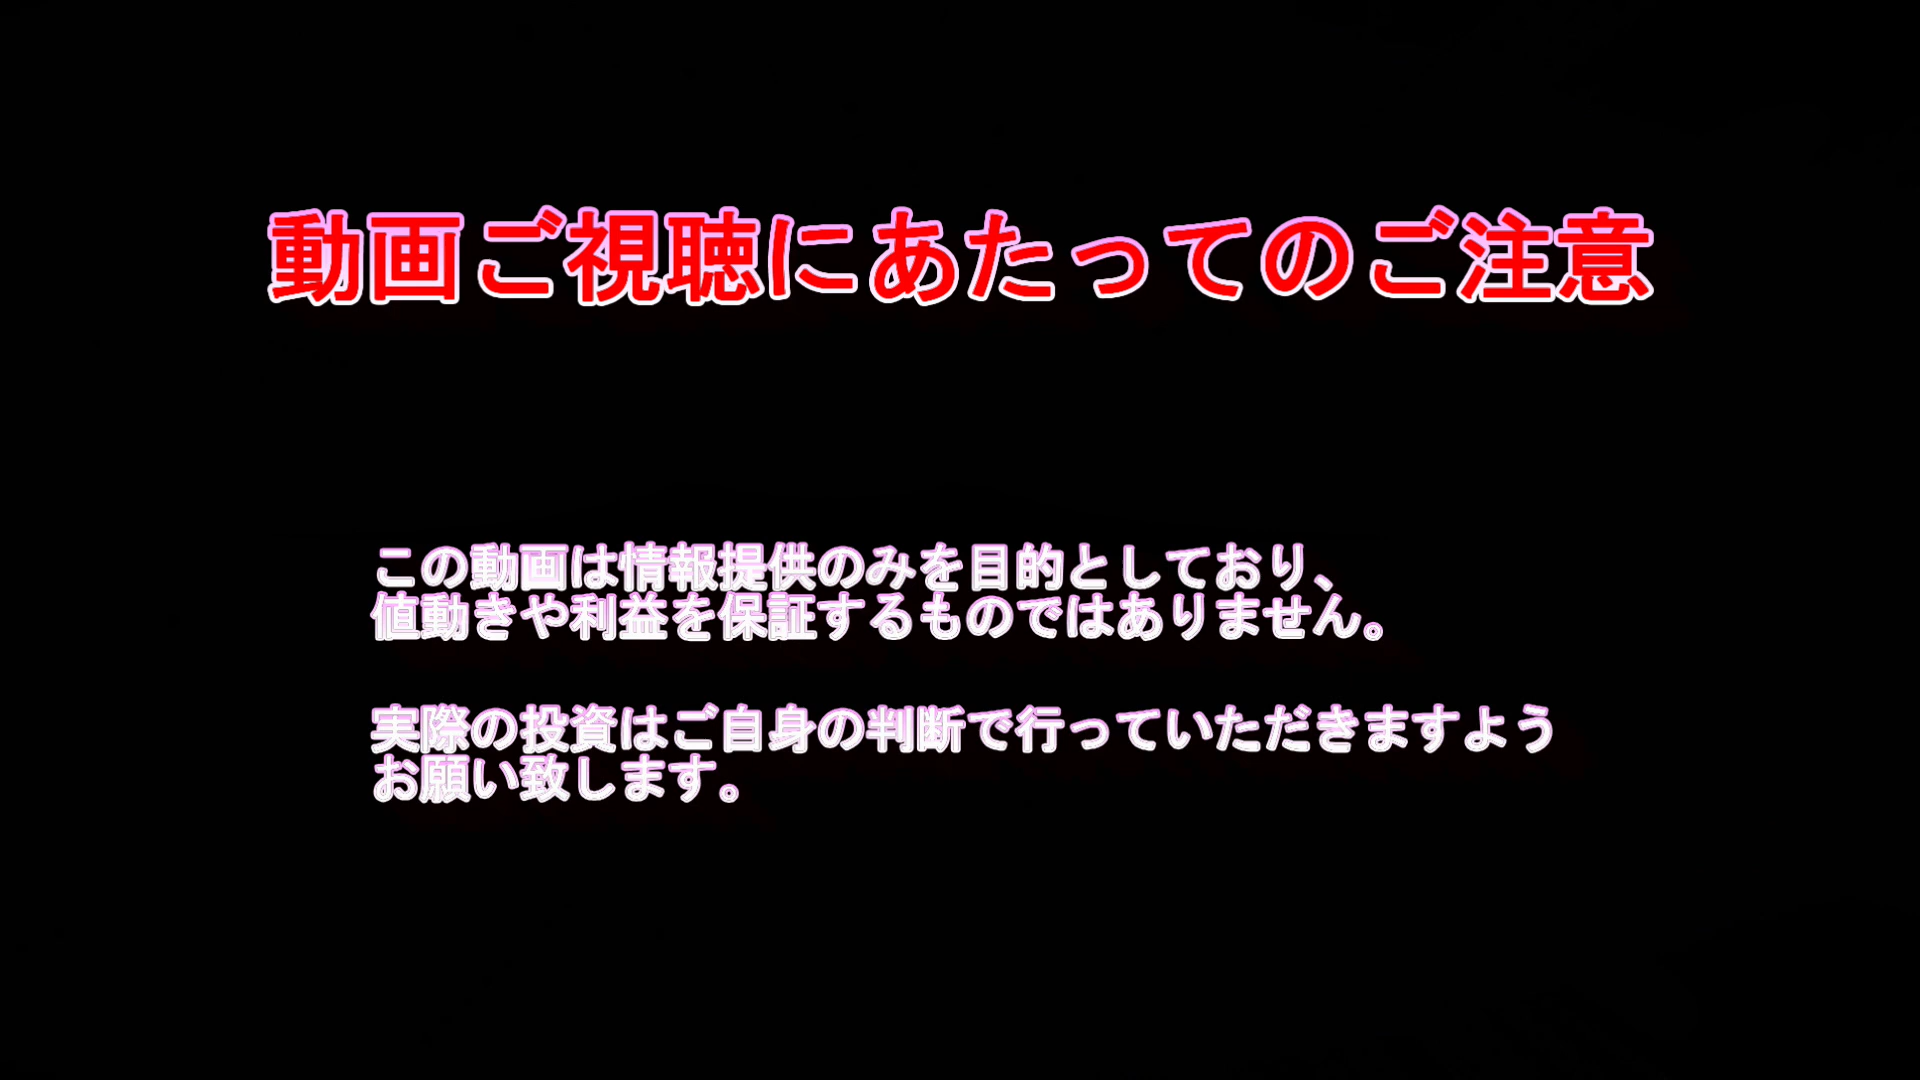 動画ご視聴にあたってのご注意
この動画は情報提供のみを目的としており、
値動きや利益を保証するものではありません。
実際の投資はご自身の判断で行っていただきますよう
お願い致します。